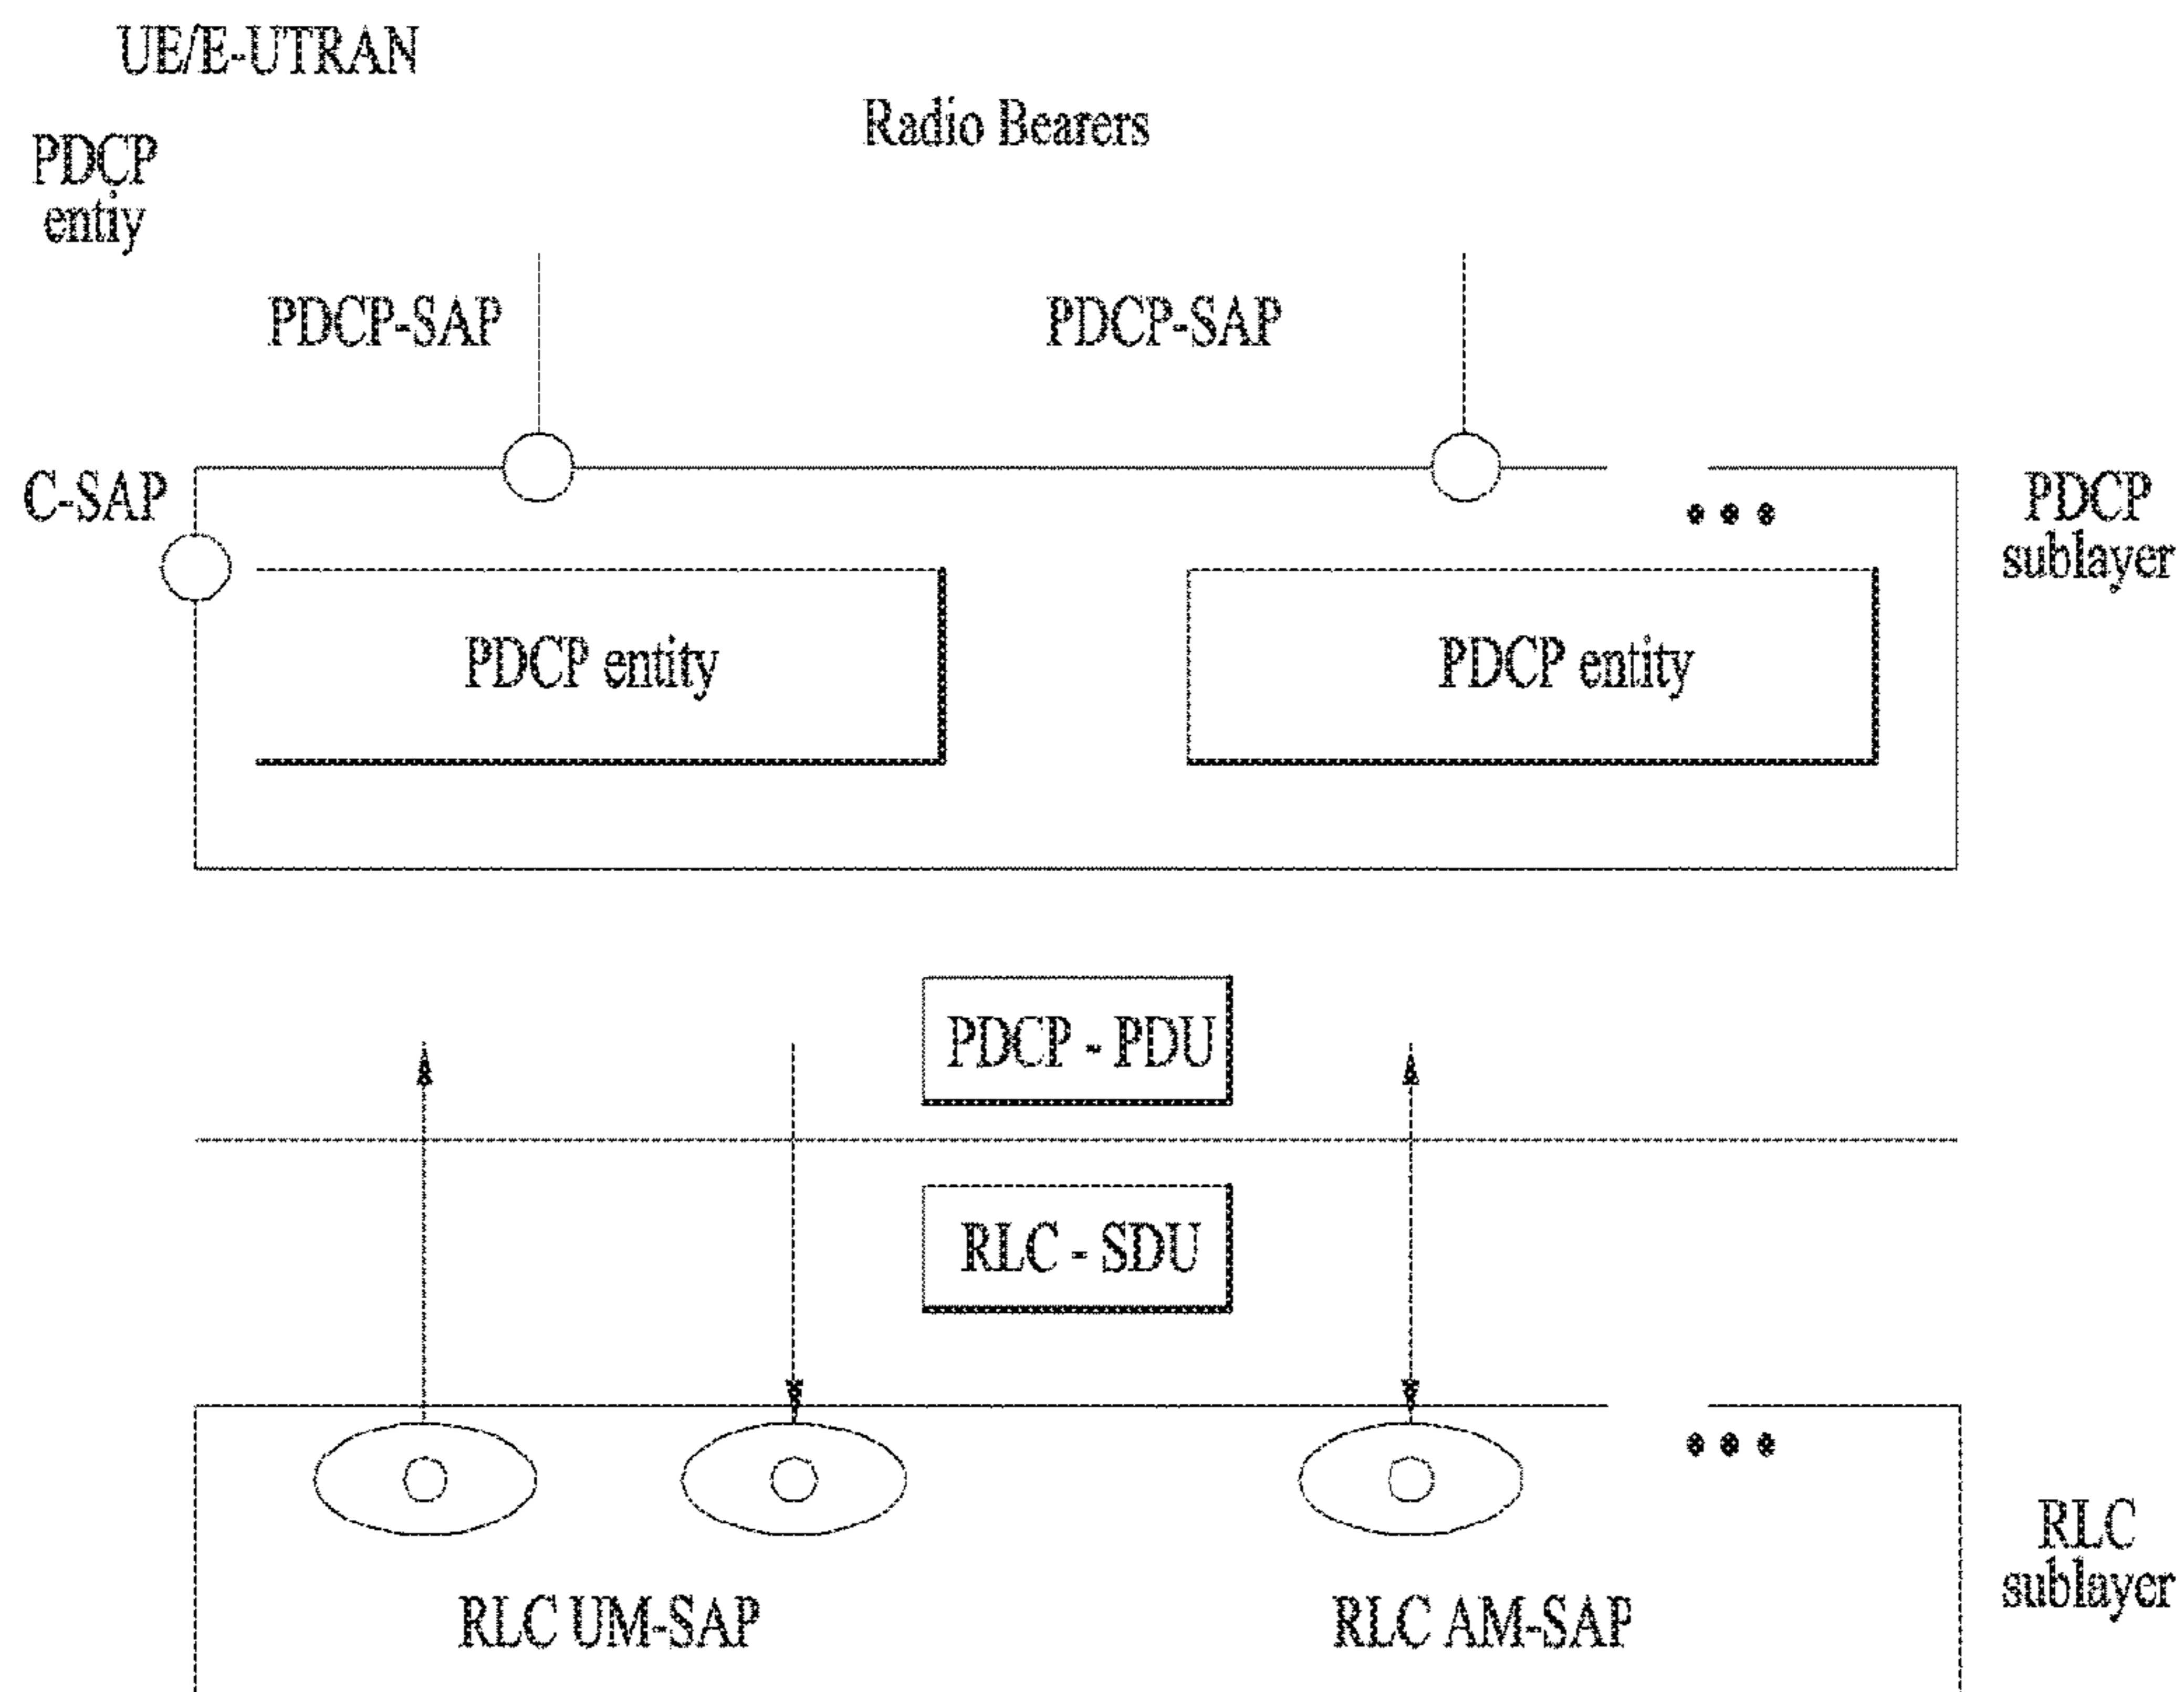 UE/E-UTRAN
Radio Bearers
PDCP
entiy
PDCP-SAP
PDCP-SAP
C-SAP
PDCP
sublayer
PDCP entity
PDCP entity
PDCP - PDU
RLC - SDU
RLC
sublayer
RLC UM-SAP
RLC AM-SAP